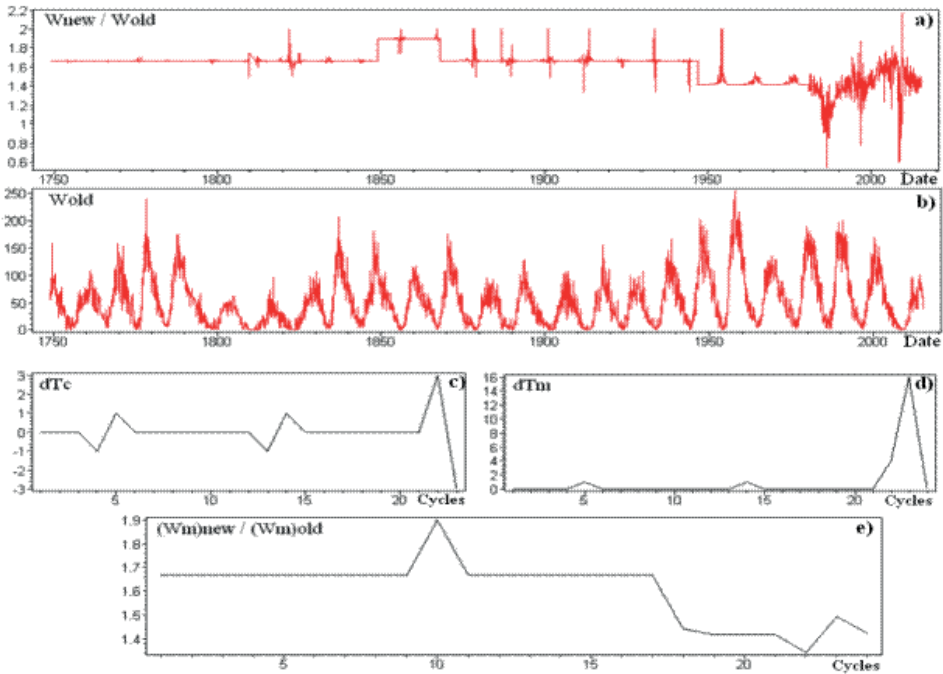 Wnew / Wold
a)
2.2
2
1.8
1.6
1.4
1.2
1
0.8
0.6
1750 1800 1850 1900 1950 2000 Date
Wold
b)
250
200
150
100
50
0
1750 1800 1850 1900 1950 2000 Date
dTc
c)
3
2
1
0
-1
-2
-3
5 10 15 20 Cycles
dTm
d)
16
14
12
10
8
6
4
2
0
5 10 15 20 Cycles
(Wm)new / (Wm)old
e)
1.9
1.8
1.7
1.6
1.5
1.4
5 10 15 20 Cycles